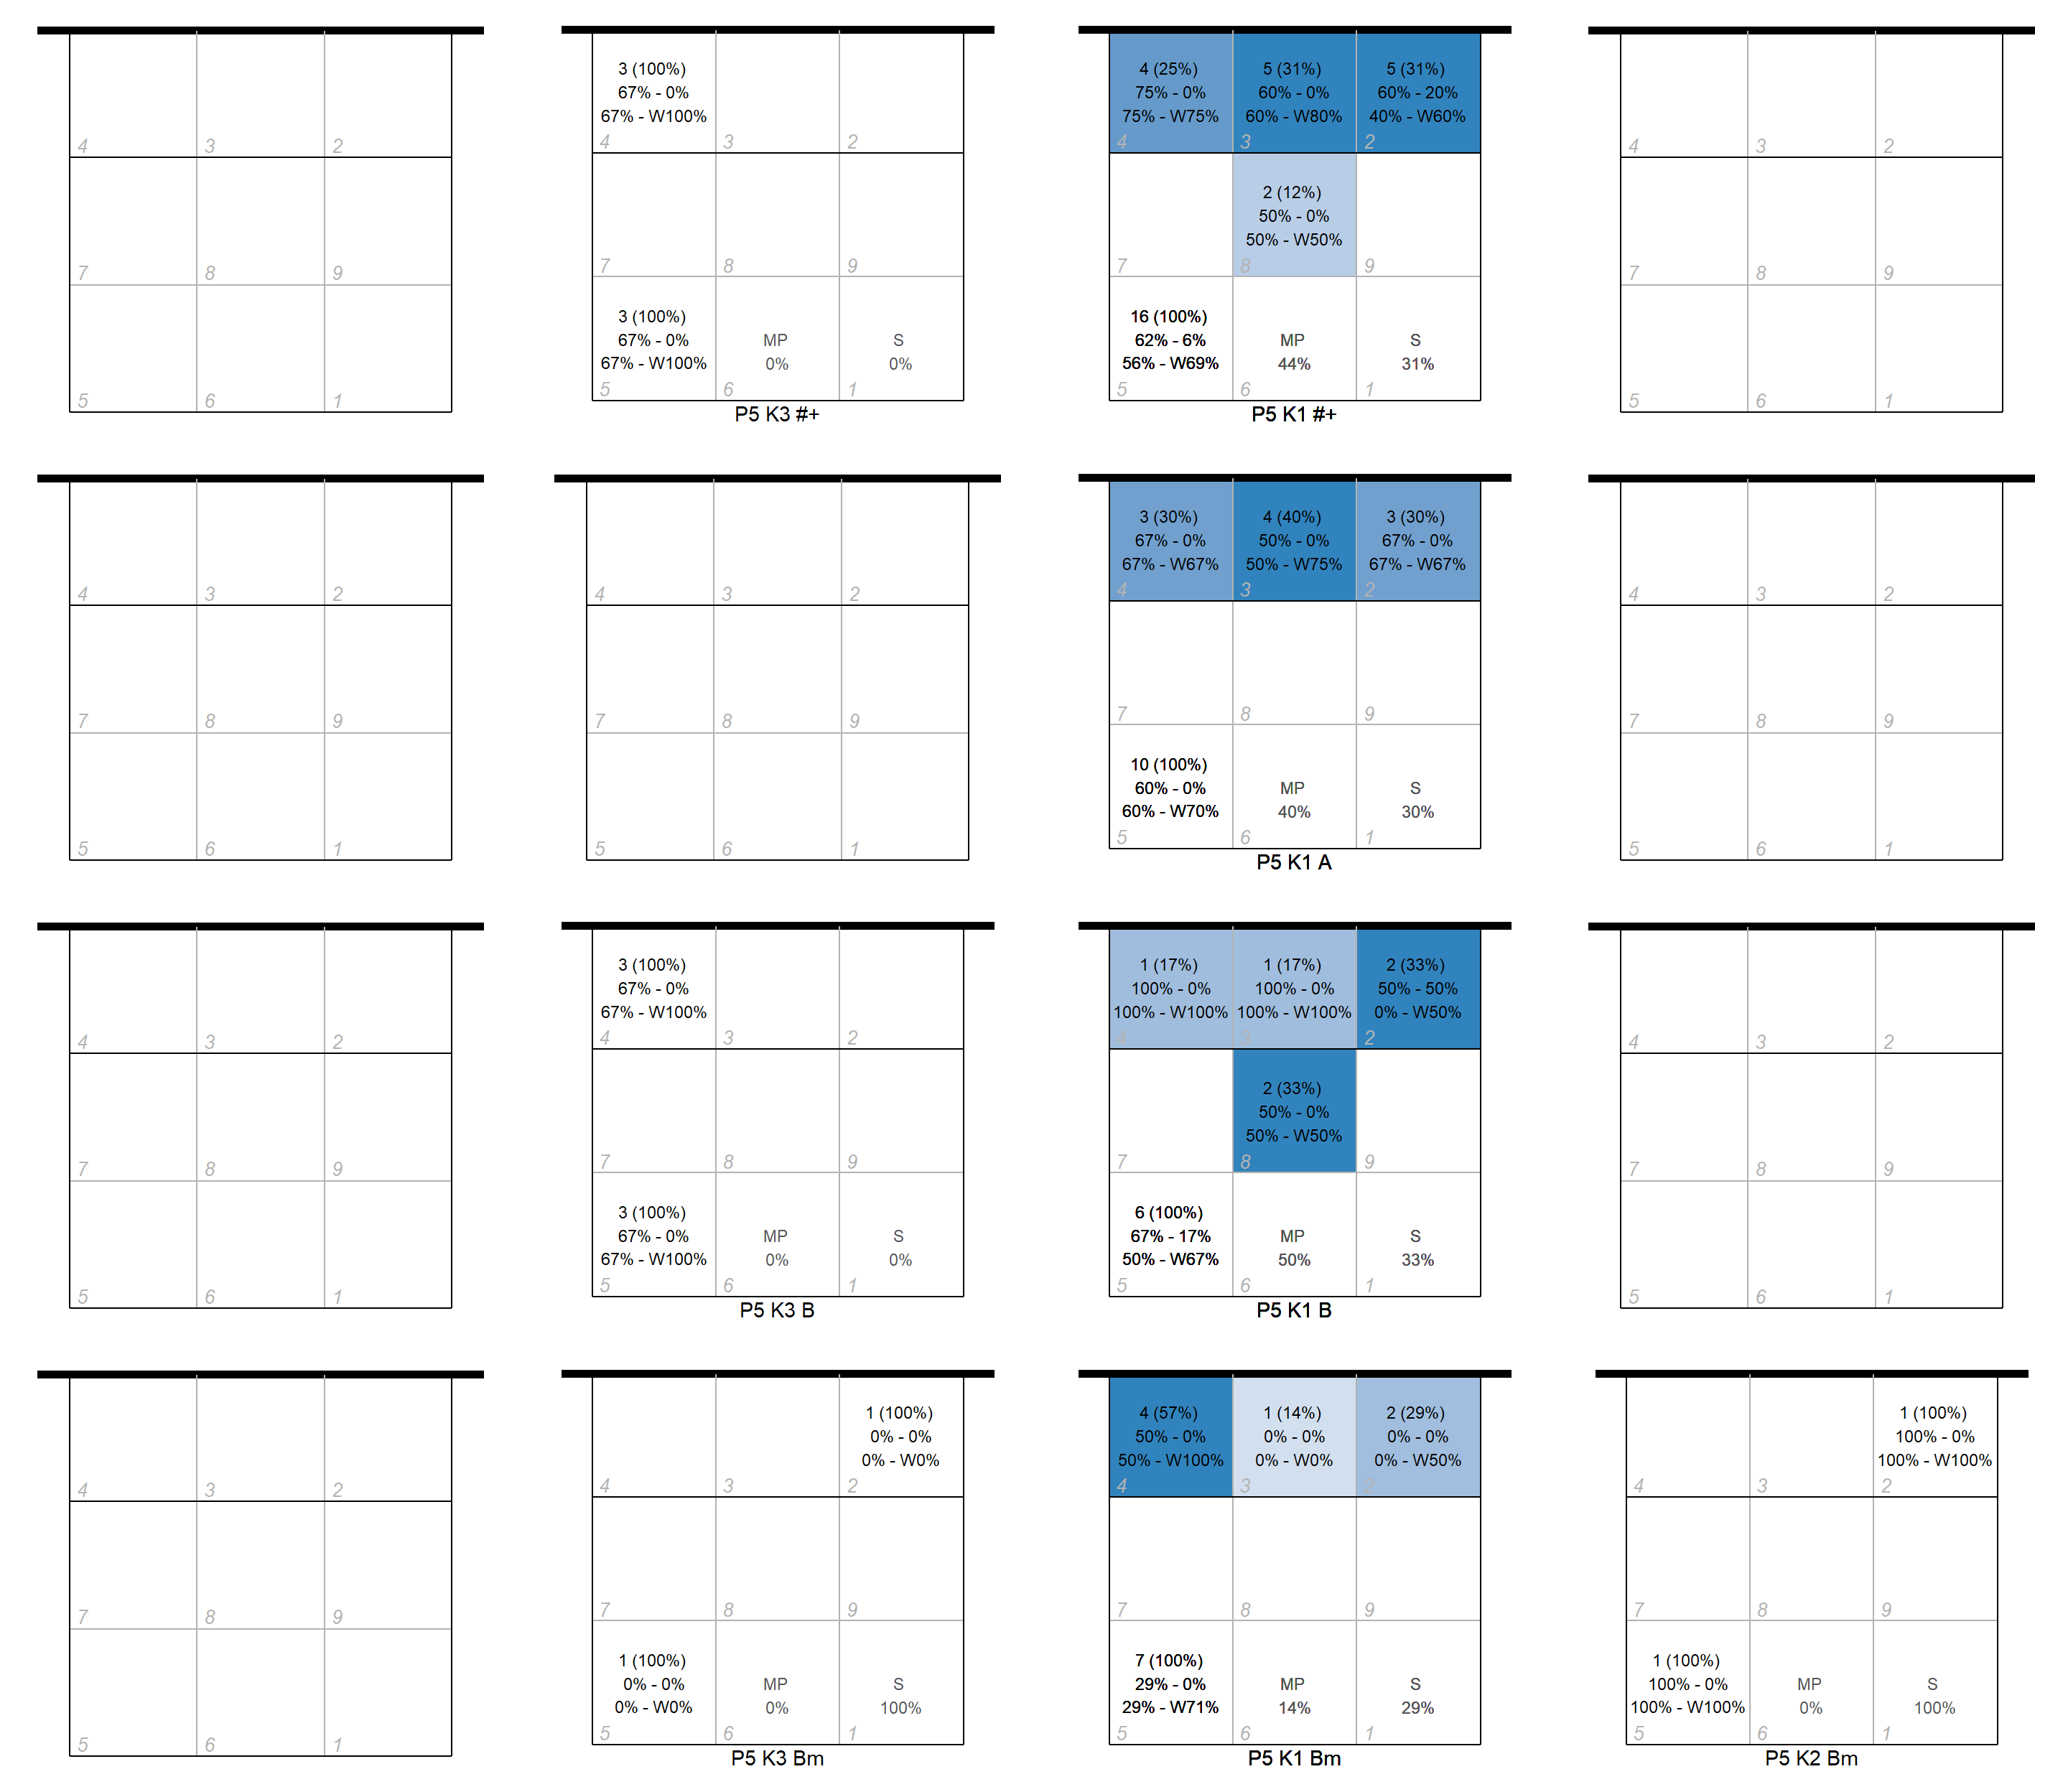 4
3
2
7
8
9
5
6
1
3 (100%)
67% - 0%
67% - W100%
4
3
2
7
8
9
3 (100%)
67% - 0%
67% - W100%
5
MP
0%
6
S
0%
1
P5 K3 #+
4 (25%)
75% - 0%
75% - W75%
4
5 (31%)
60% - 0%
60% - W80%
3
5 (31%)
60% - 20%
40% - W60%
2
7
2 (12%)
50% - 0%
50% - W50%
8
9
16 (100%)
62% - 6%
56% - W69%
5
MP
44%
6
S
31%
1
P5 K1 #+
4
3
2
7
8
9
5
6
1
4
3
2
7
8
9
5
6
1
4
3
2
7
8
9
5
6
1
3 (30%)
67% - 0%
67% - W67%
4
4 (40%)
50% - 0%
50% - W75%
3
3 (30%)
67% - 0%
67% - W67%
2
7
8
9
10 (100%)
60% - 0%
60% - W70%
5
MP
40%
6
S
30%
1
P5 K1 A
4
3
2
7
8
9
5
6
1
4
3
2
7
8
9
5
6
1
3 (100%)
67% - 0%
67% - W100%
4
3
2
7
8
9
3 (100%)
67% - 0%
67% - W100%
5
MP
0%
6
S
0%
1
P5 K3 B
1 (17%)
100% - 0%
100% - W100%
4
1 (17%)
100% - 0%
100% - W100%
3
2 (33%)
50% - 50%
0% - W50%
2
7
2 (33%)
50% - 0%
50% - W50%
8
9
6 (100%)
67% - 17%
50% - W67%
5
MP
50%
6
S
33%
1
P5 K1 B
4
3
2
7
8
9
5
6
1
4
3
2
7
8
9
5
6
1
4
3
1 (100%)
0% - 0%
0% - W0%
2
7
8
9
1 (100%)
0% - 0%
0% - W0%
5
MP
0%
6
S
100%
1
P5 K3 Bm
4 (57%)
50% - 0%
50% - W100%
4
1 (14%)
0% - 0%
0% - W0%
3
2 (29%)
0% - 0%
0% - W50%
2
7
8
9
7 (100%)
29% - 0%
29% - W71%
5
MP
14%
6
S
29%
1
P5 K1 Bm
4
3
1 (100%)
100% - 0%
100% - W100%
2
7
8
9
1 (100%)
100% - 0%
100% - W100%
5
MP
0%
6
S
100%
1
P5 K2 Bm